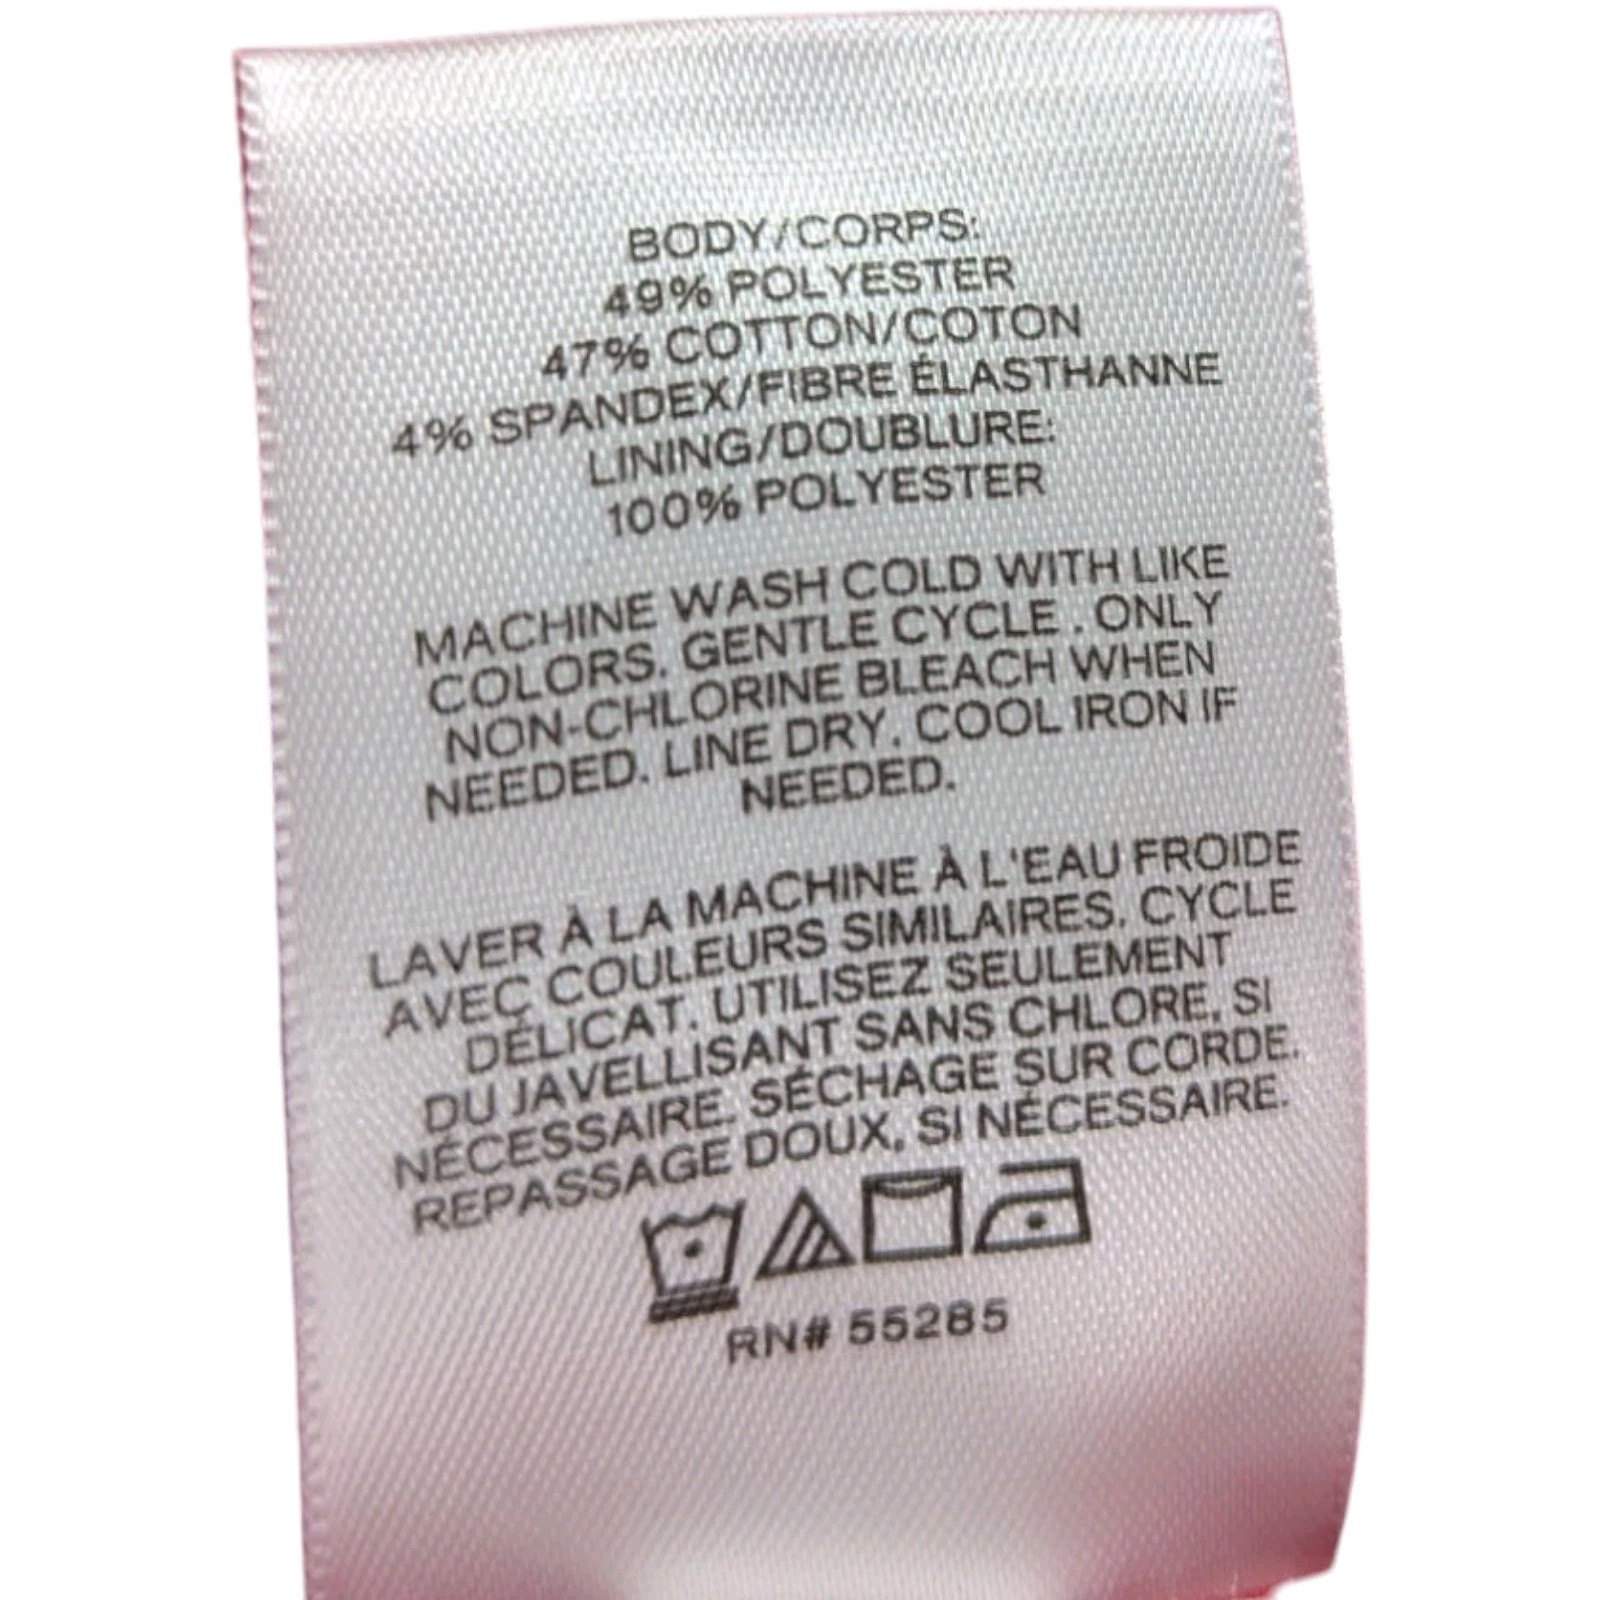 BODY/CORPS:
49% POLYESTER
47% COTTON/COTON
4% SPANDEX/FIBRE ÉLASTHANNE
LINING/DOUBLURE:
100% POLYESTER
MACHINE WASH COLD WITH LIKE
COLORS. GENTLE CYCLE . ONLY
NON-CHLORINE BLEACH WHEN
NEEDED. LINE DRY. COOL IRON IF
NEEDED.
LAVER À LA MACHINE À L'EAU FROIDE
AVEC COULEURS SIMILAIRES. CYCLE
DÉLICAT. UTILISEZ SEULEMENT
DU JAVELLISANT SANS CHLORE, SI
NÉCESSAIRE. SÉCHAGE SUR CORDE.
REPASSAGE DOUX, SI NÉCESSAIRE.
RN# 55285